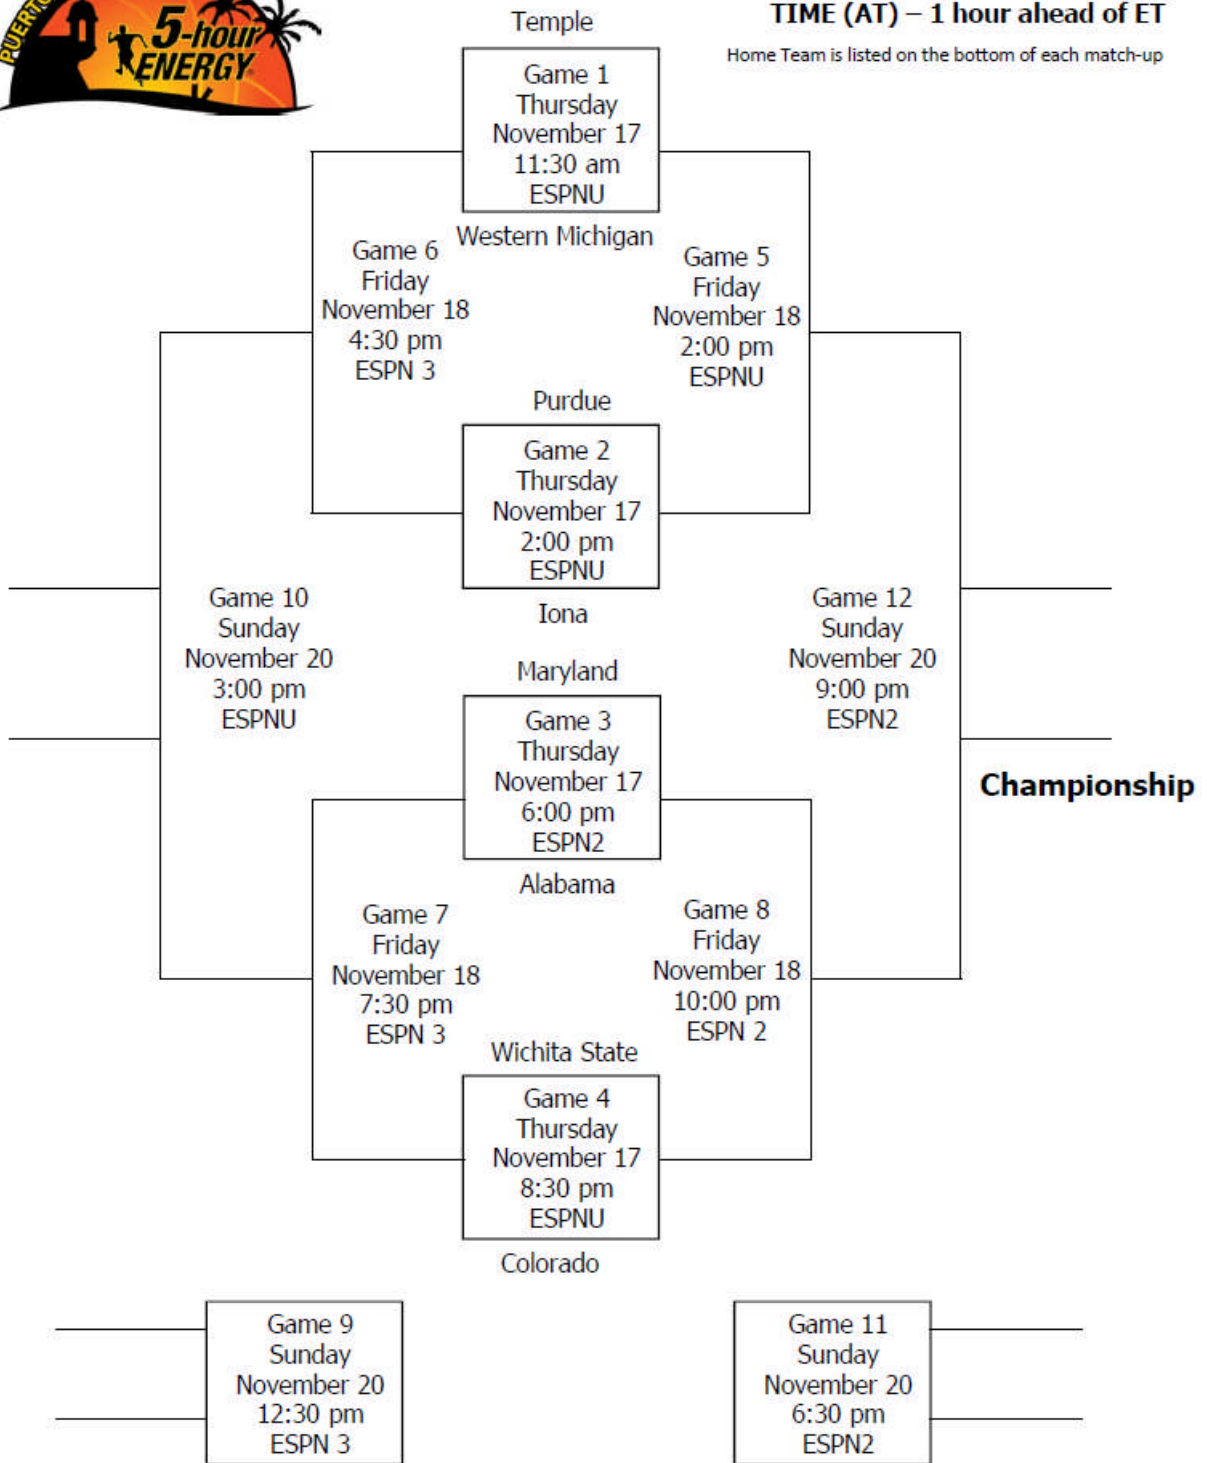 PUERTO
5-hour
ENERGY
TIME (AT) – 1 hour ahead of ET
Home Team is listed on the bottom of each match-up
Temple
Game 1
Thursday
November 17
11:30 am
ESPNU
Western Michigan
Game 6
Friday
November 18
4:30 pm
ESPN 3
Game 5
Friday
November 18
2:00 pm
ESPNU
Purdue
Game 2
Thursday
November 17
2:00 pm
ESPNU
Iona
Game 10
Sunday
November 20
3:00 pm
ESPNU
Game 12
Sunday
November 20
9:00 pm
ESPN2
Championship
Maryland
Game 3
Thursday
November 17
6:00 pm
ESPN2
Alabama
Game 7
Friday
November 18
7:30 pm
ESPN 3
Game 8
Friday
November 18
10:00 pm
ESPN 2
Wichita State
Game 4
Thursday
November 17
8:30 pm
ESPNU
Colorado
Game 9
Sunday
November 20
12:30 pm
ESPN 3
Game 11
Sunday
November 20
6:30 pm
ESPN2